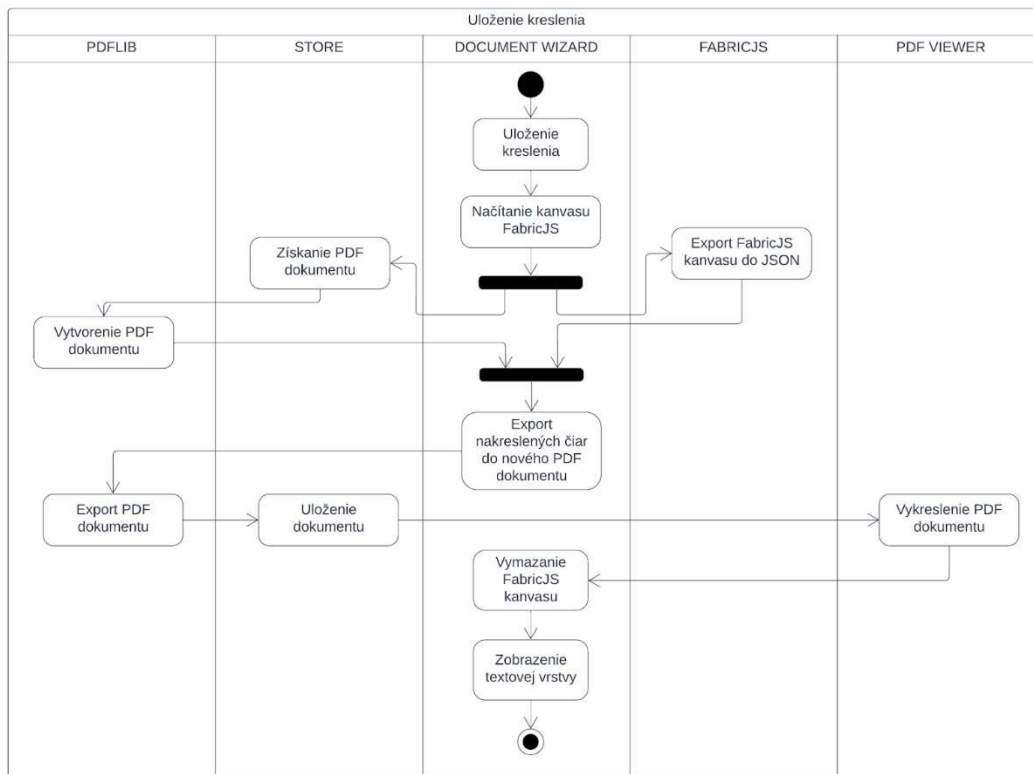 Uloženie kreslenia
PDFLIB
STORE
DOCUMENT WIZARD
FABRICJS
PDF VIEWER
Uloženie
kreslenia
Načítanie kanvasu
FabricJS
Získanie PDF
dokumentu
Export FabricJS
kanvasu do JSON
Vytvorenie PDF
dokumentu
Export
nakreslených čiar
do nového PDF
dokumentu
Export PDF
dokumentu
Uloženie
dokumentu
Vykreslenie PDF
dokumentu
Vymazanie
FabricJS
kanvasu
Zobrazenie
textovej vrstvy